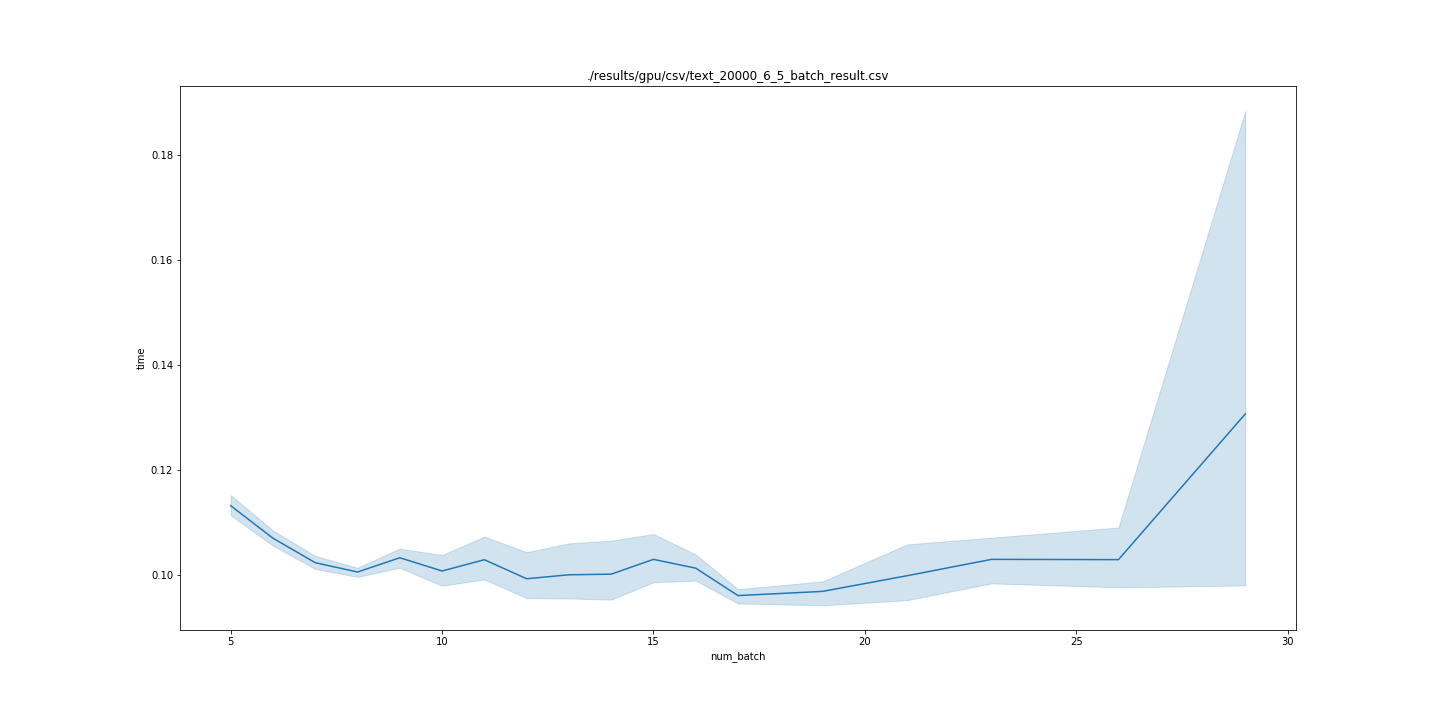 ./results/gpu/csv/text_20000_6_5_batch_result.csv
0.18
0.16
0.14
0.12
0.10
time
5 10 15 20 25 30
num_batch